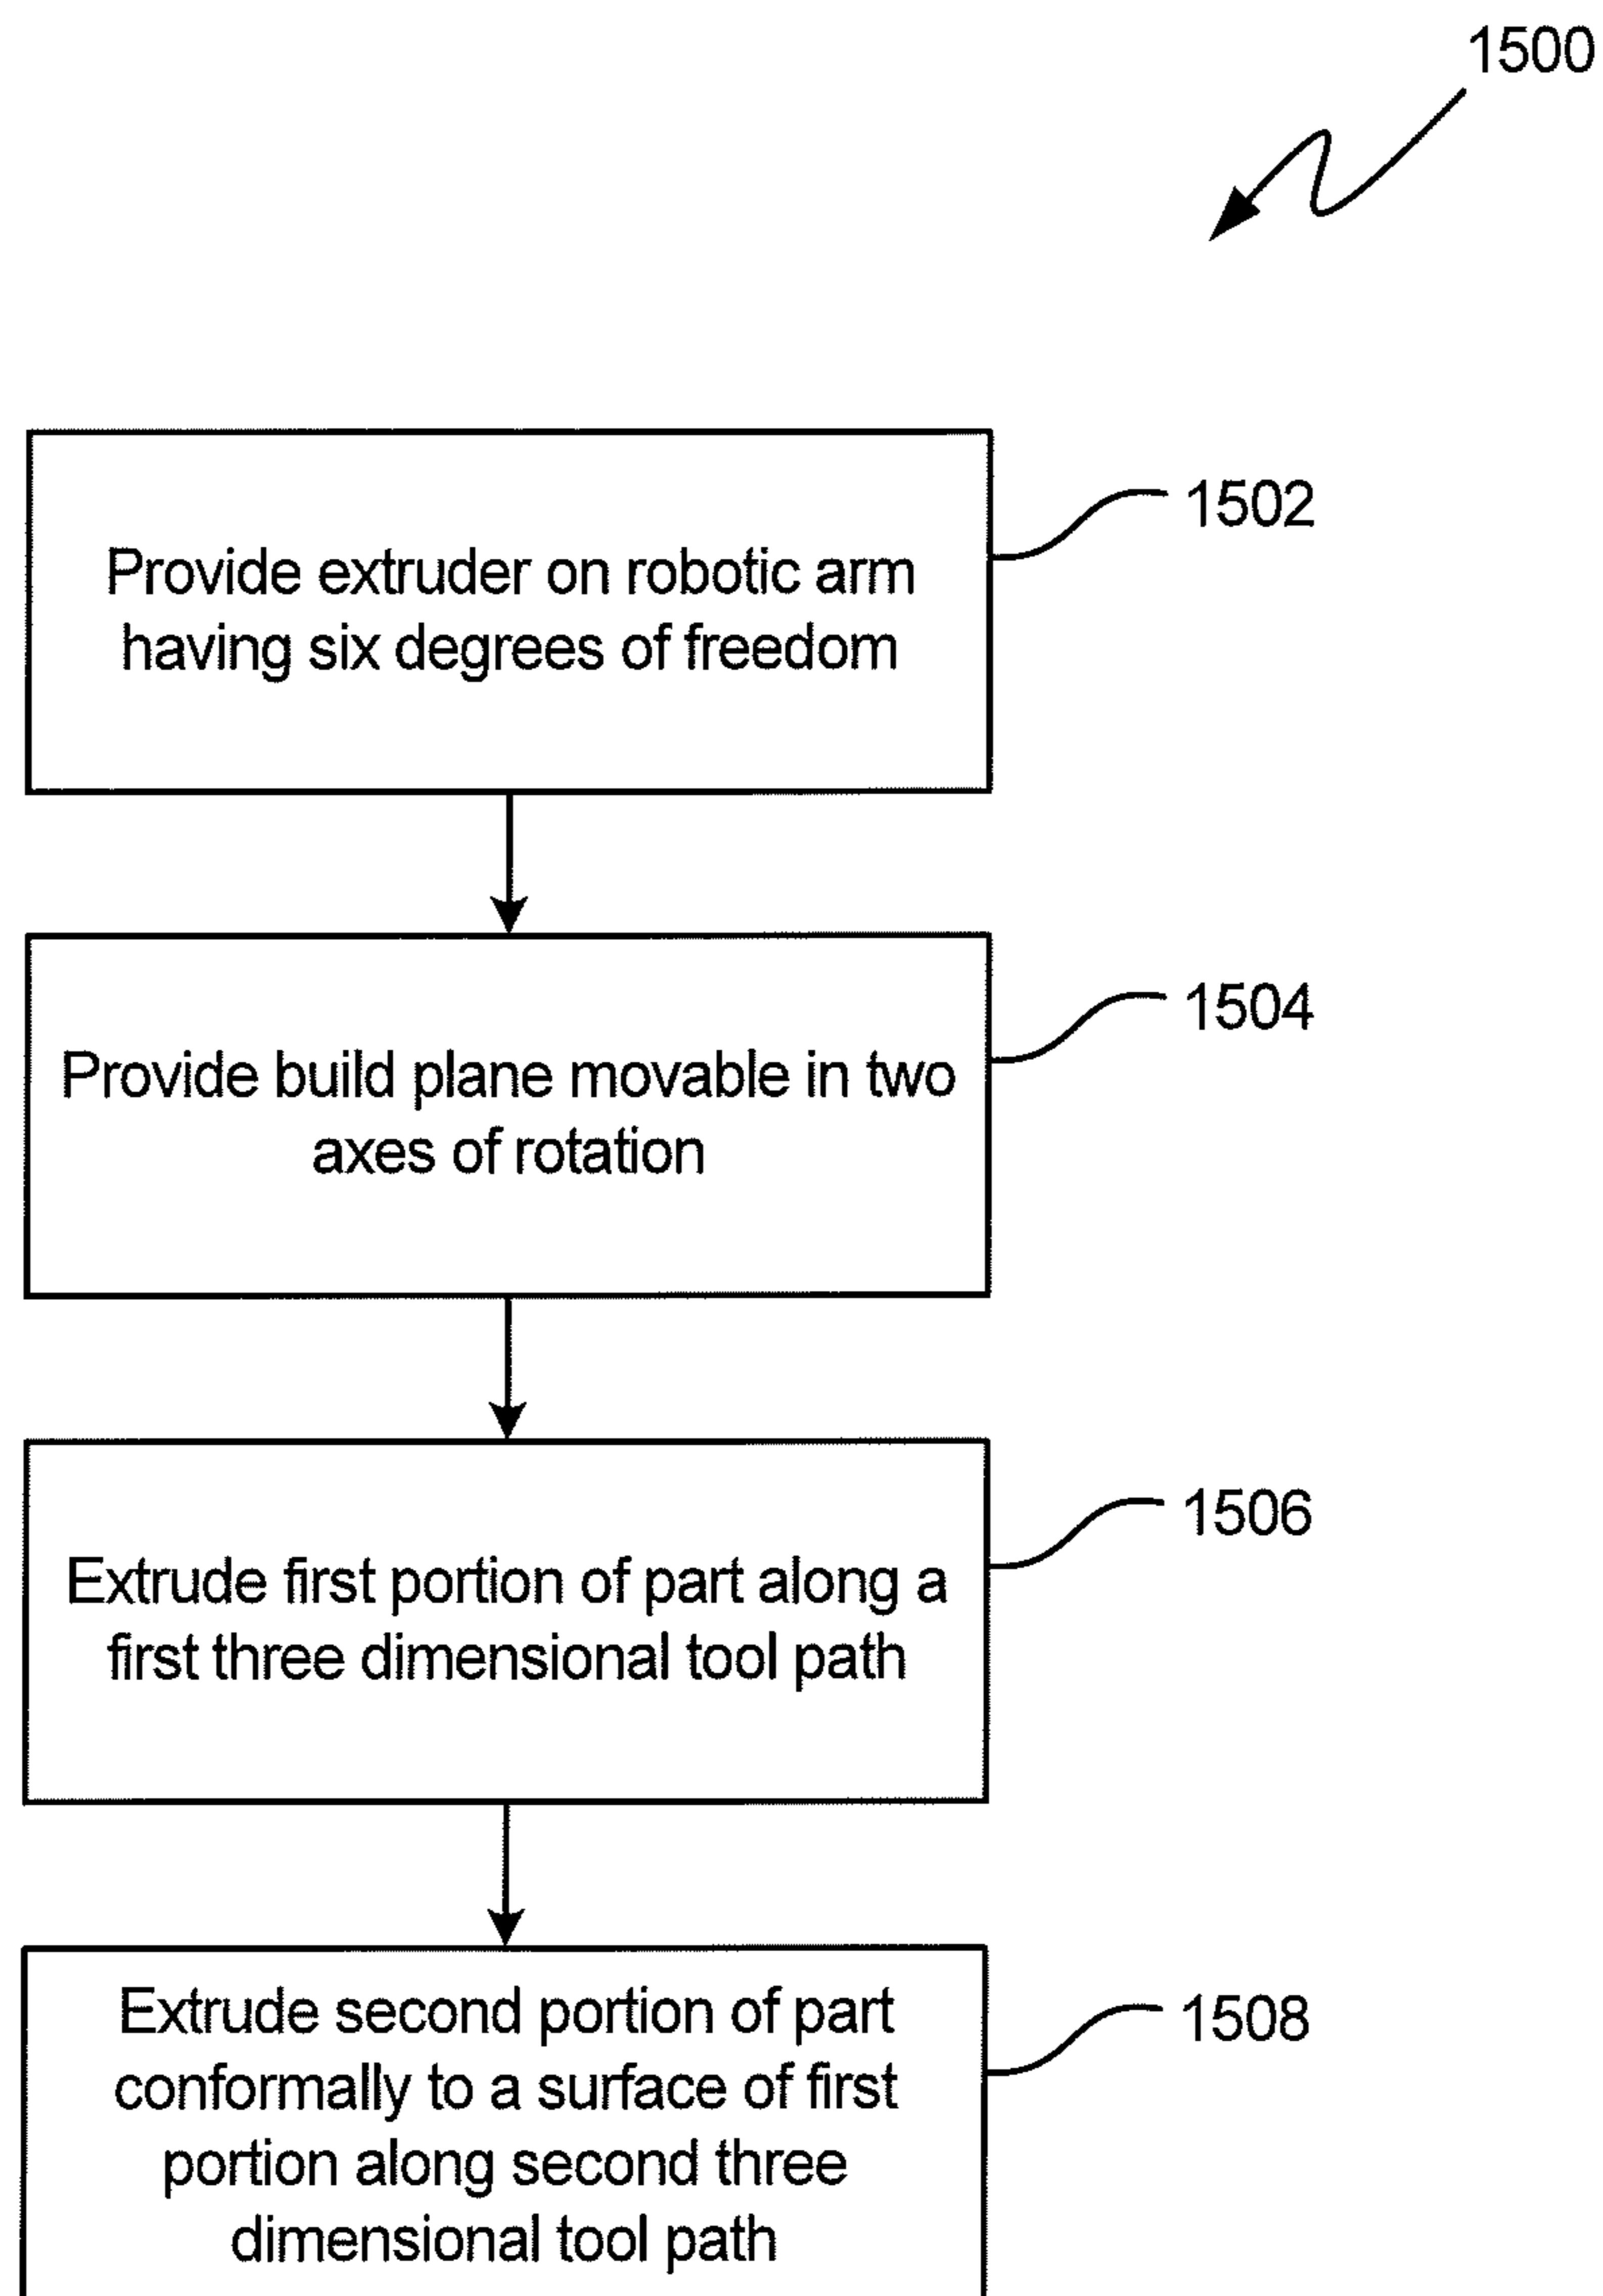 1500
Provide extruder on robotic arm
having six degrees of freedom
1502
Provide build plane movable in two
axes of rotation
1504
Extrude first portion of part along a
first three dimensional tool path
1506
Extrude second portion of part
conformally to a surface of first
portion along second three
dimensional tool path
1508